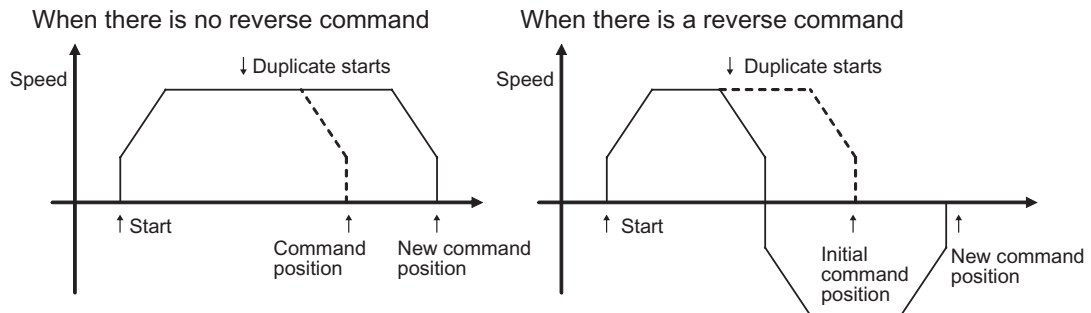 When there is no reverse command
Speed
↓ Duplicate starts
↑ Start
↑
Command
position
↑
New command
position
When there is a reverse command
Speed
↓ Duplicate starts
↑ Start
↑
Initial
command
position
↑
New command
position